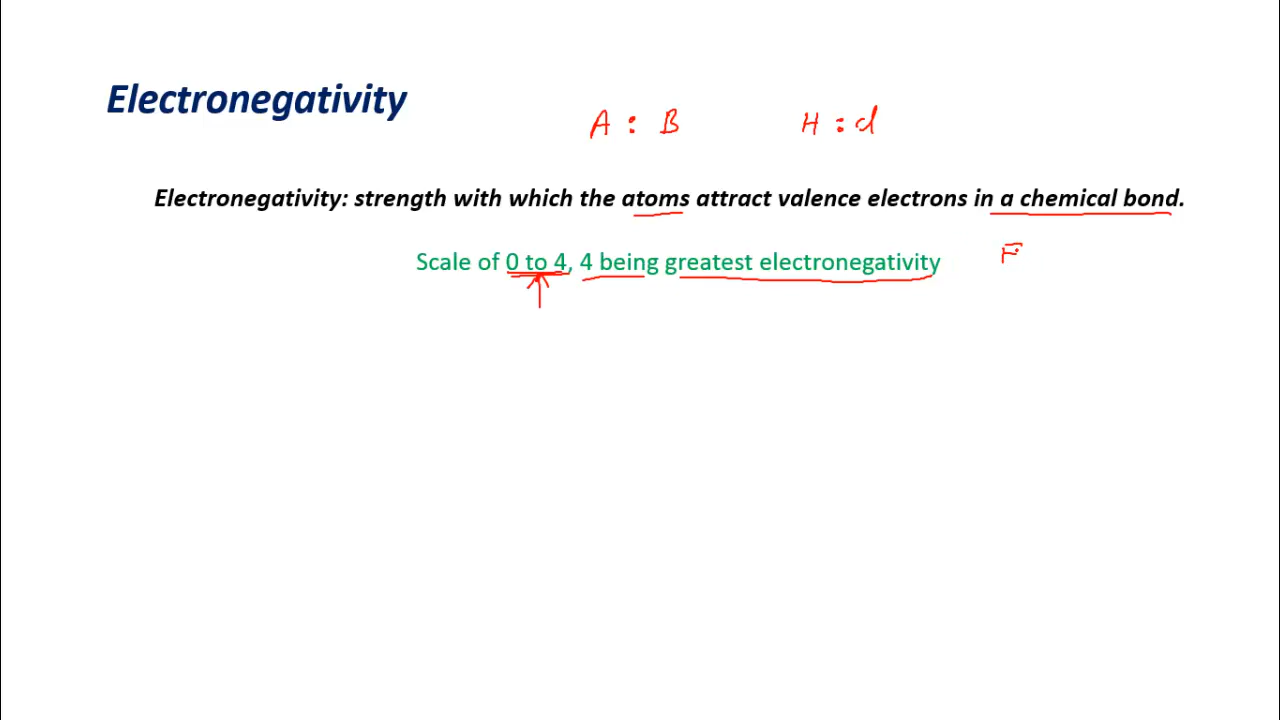 Electronegativity
A : B H : Cl
Electronegativity: strength with which the atoms attract valence electrons in a chemical bond.
Scale of 0 to 4, 4 being greatest electronegativity F